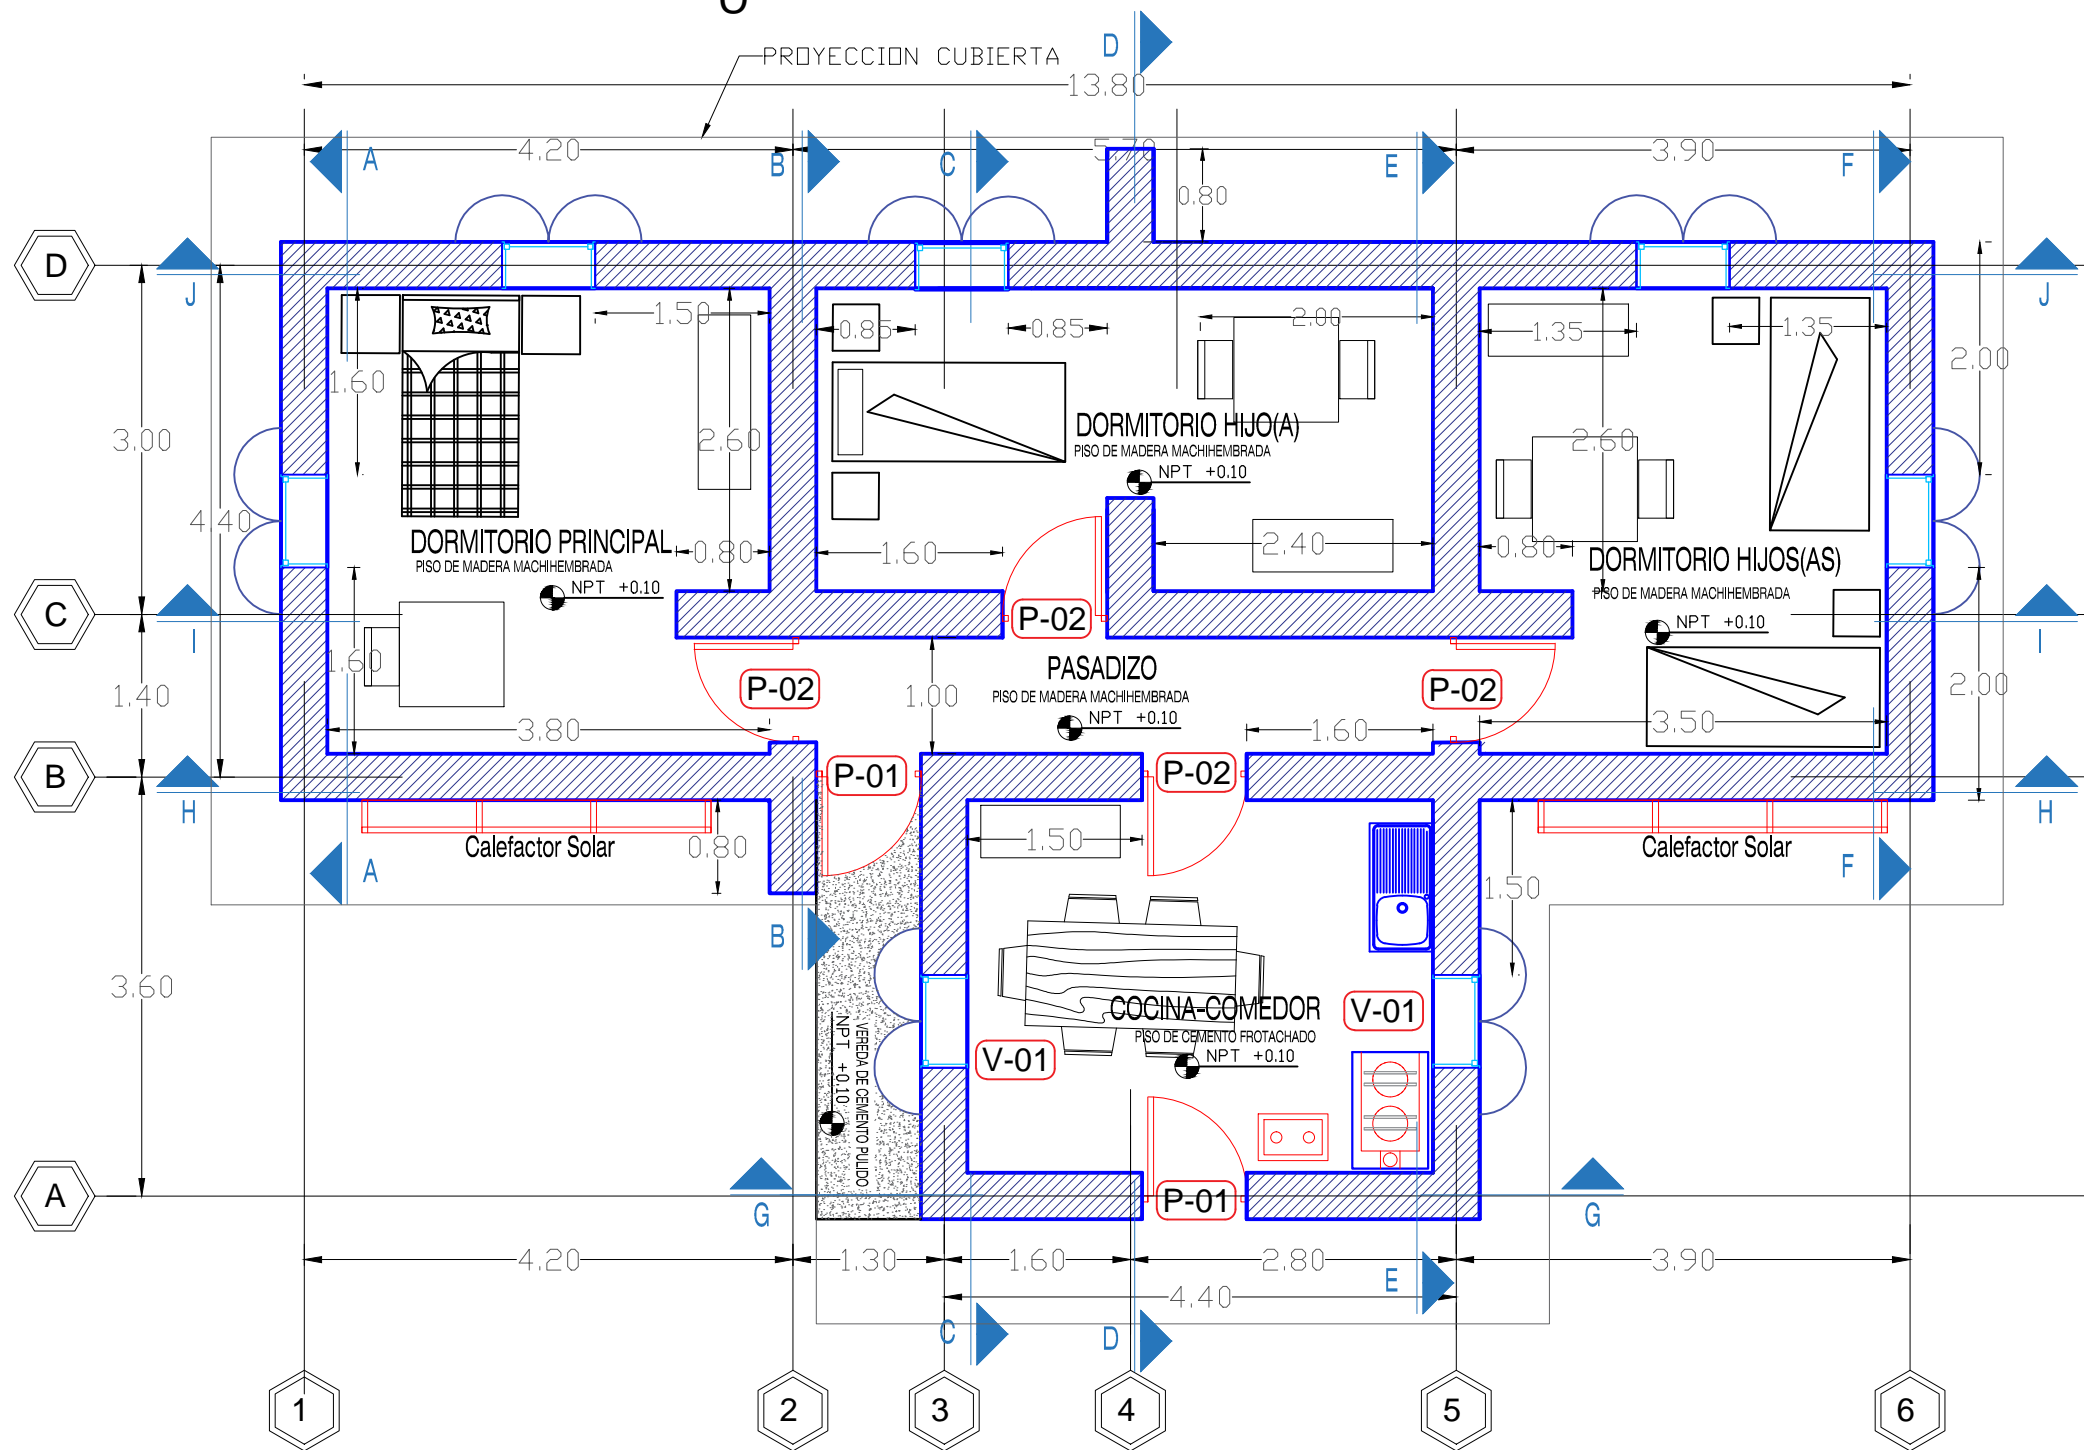 PROYECCION CUBIERTA
D
13.80
4.20
5.70
3.90
A
B
C
E
F
0.80
D
J
J
1.50
0.85
0.85
2.00
1.35
1.35
2.00
1.60
3.00
2.60
DORMITORIO HIJO(A)
PISO DE MADERA MACHIHEMBRADA
NPT +0.10
2.60
4.40
DORMITORIO PRINCIPAL
PISO DE MADERA MACHIHEMBRADA
NPT +0.10
0.80
1.60
2.40
0.80
DORMITORIO HIJOS(AS)
PISO DE MADERA MACHIHEMBRADA
NPT +0.10
C
I
P-02
I
1.60
PASADIZO
PISO DE MADERA MACHIHEMBRADA
NPT +0.10
P-02
1.00
P-02
2.00
1.40
3.80
1.60
3.50
B
H
P-01
P-02
H
Calefactor Solar
0.80
1.50
Calefactor Solar
A
F
1.50
B
3.60
COCINA-COMEDOR
PISO DE CEMENTO FROTACHADO
NPT +0.10
V-01
V-01
VEREDA DE CEMENTO PULIDO
NPT +0.10
A
G
P-01
G
4.20
1.30
1.60
2.80
3.90
E
4.40
C
D
1
2
3
4
5
6